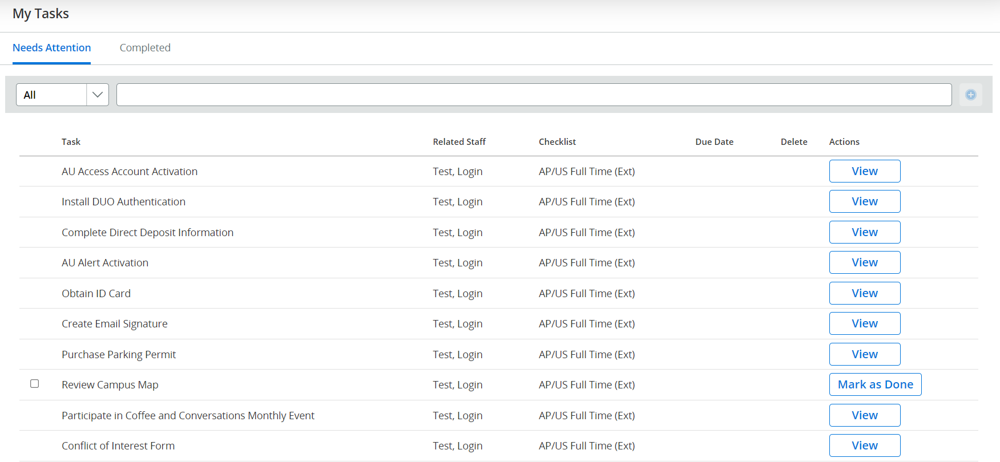 My Tasks
Needs Attention Completed
All
Task Related Staff Checklist Due Date Delete Actions
AU Access Account Activation Test, Login AP/US Full Time (Ext) View
Install DUO Authentication Test, Login AP/US Full Time (Ext) View
Complete Direct Deposit Information Test, Login AP/US Full Time (Ext) View
AU Alert Activation Test, Login AP/US Full Time (Ext) View
Obtain ID Card Test, Login AP/US Full Time (Ext) View
Create Email Signature Test, Login AP/US Full Time (Ext) View
Purchase Parking Permit Test, Login AP/US Full Time (Ext) View
Review Campus Map Test, Login AP/US Full Time (Ext) Mark as Done
Participate in Coffee and Conversations Monthly Event Test, Login AP/US Full Time (Ext) View
Conflict of Interest Form Test, Login AP/US Full Time (Ext) View